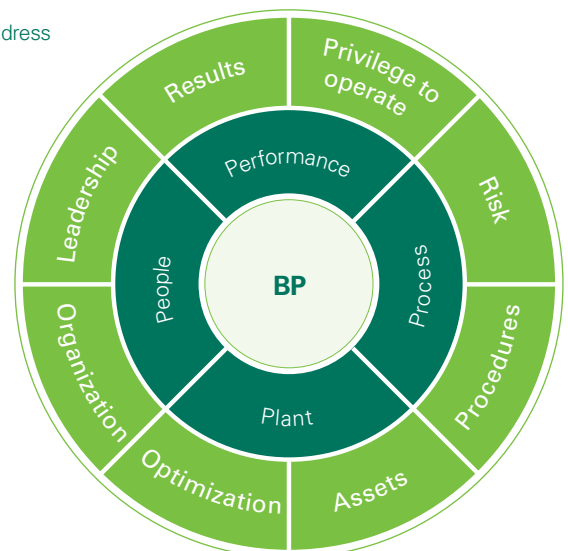 dress
Privilege to
operate
Risk
Procedures
Assets
Optimization
Organization
Leadership
Results
Performance
Process
Plant
People
BP